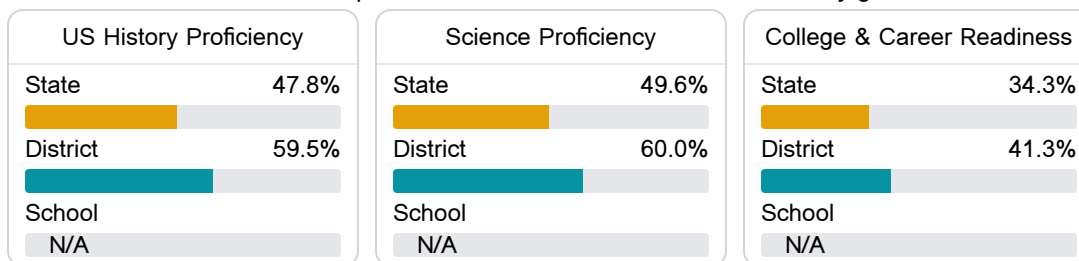 US History Proficiency
State 47.8%
District 59.5%
School
N/A
Science Proficiency
State 49.6%
District 60.0%
School
N/A
College & Career Readiness
State 34.3%
District 41.3%
School
N/A